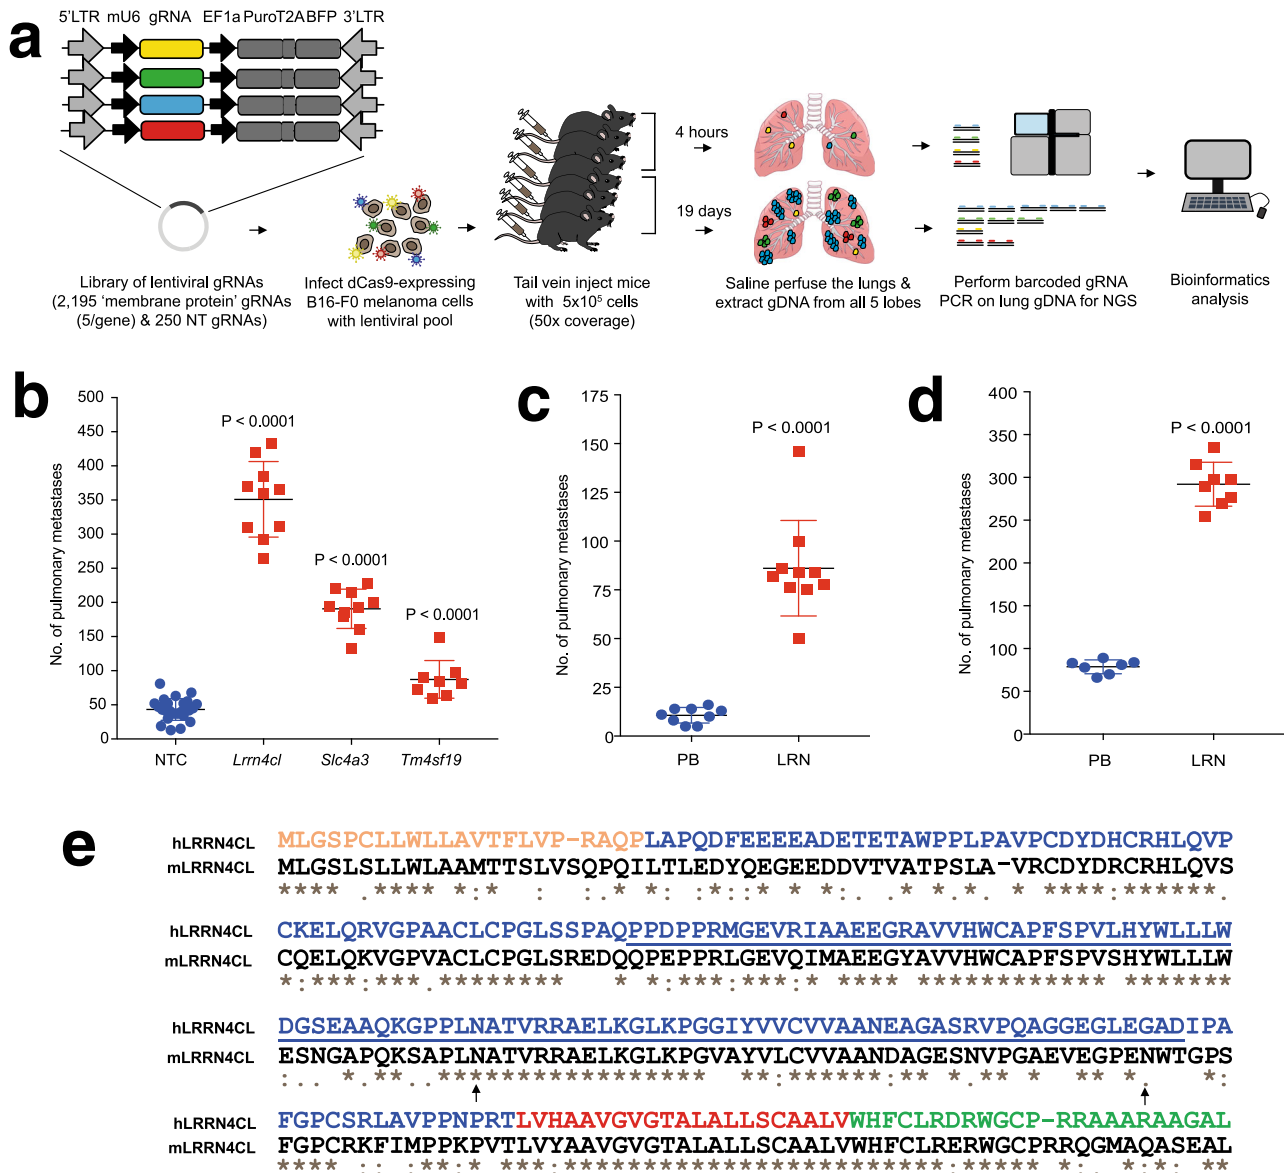 a
5'LTR mU6 gRNA EF1a PuroT2ABFP 3'LTR
4 hours
19 days
Library of lentiviral gRNAs
(2,195 'membrane protein' gRNAs
(5/gene) & 250 NT gRNAs)
Infect dCas9-expressing
B16-F0 melanoma cells
with lentiviral pool
Tail vein inject mice
with 5x10⁵ cells
(50x coverage)
Saline perfuse the lungs &
extract gDNA from all 5 lobes
Perform barcoded gRNA
PCR on lung gDNA for NGS
Bioinformatics
analysis
b
No. of pulmonary metastases
500
450
400
350
300
250
200
150
100
50
0
P < 0.0001
P < 0.0001
P < 0.0001
NTC Lrrn4cl Slc4a3 Tm4sf19
c
No. of pulmonary metastases
175
150
125
100
75
50
25
0
P < 0.0001
PB LRN
d
No. of pulmonary metastases
400
350
300
250
200
150
100
50
0
P < 0.0001
PB LRN
e
hLRRN4CL MLGSPCLLWLLAVTFLVP-RAQPLAPQDFEEEEADETETAWPPLPAVPCDYDHCRHLQVP
mLRRN4CL MLGSLSLLWLAAMTTSLVSQPQILTLEDYQEGEEDDVTVATPSLA-VRCDYDRCRHLQVS
hLRRN4CL CKELQRVGPAACLCPGLSSPAQPPDPPRMGEVRIAAEEGRAVVHWCAPFSPVLHYWLLLW
mLRRN4CL CQELQKVGPVACLCPGLSREDQQPEPPRLGEVQIMAEEGYAVVHWCAPFSPVSHYWLLLW
hLRRN4CL DGSEAAQKGPPLNATVRRAELKGLKPGGIYVVCVVAANEAGASRVPQAGGEGLEGADIPA
mLRRN4CL ESNGAPQKSAPLNATVRRAELKGLKPGVAYVLCVVAANDAGESNVPGAEVEGPENWTGPS
hLRRN4CL FGPCSRLAVPPNPRTLVHAAVGVGTALALLSCAALVWHFCLRDRWGCP-RRAAARAAGAL
mLRRN4CL FGPCRKFIMPPKPVTLVYAAVGVGTALALLSCAALVWHFCLRERWGCPRRQGMAQASEAL